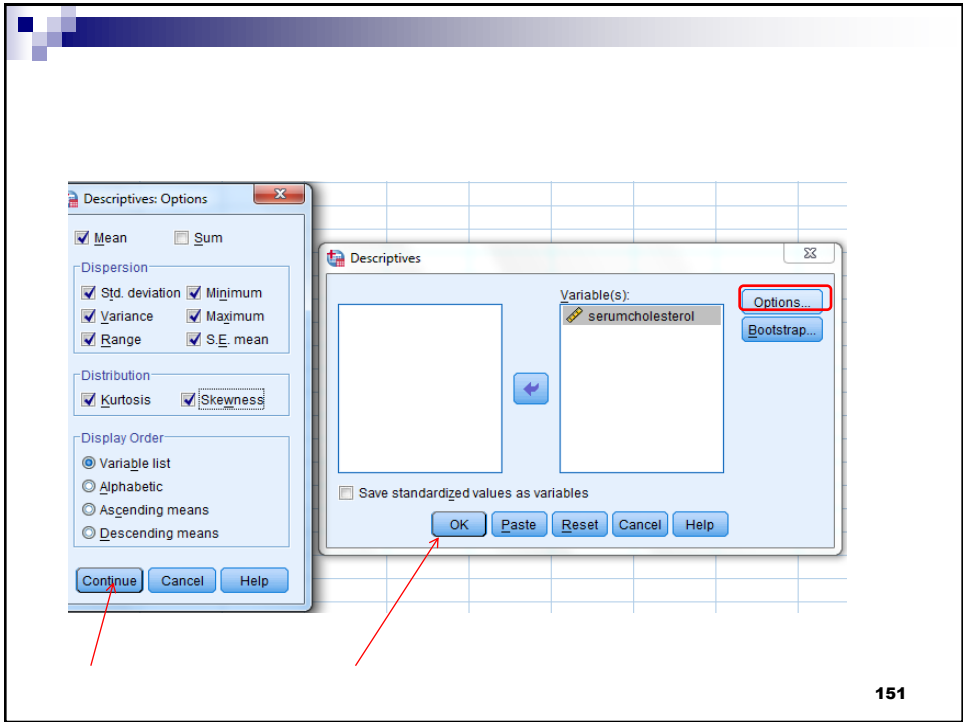 Descriptives: Options
Mean Sum
Dispersion
Std. deviation Minimum
Variance Maximum
Range S.E. mean
Distribution
Kurtosis Skewness
Display Order
Variable list
Alphabetic
Ascending means
Descending means
Continue Cancel Help
Descriptives
Variable(s):
serumcholesterol
Options...
Bootstrap...
Save standardized values as variables
OK Paste Reset Cancel Help
151